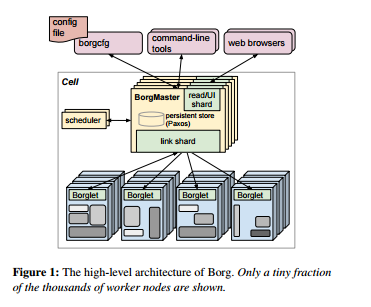 config
file
borgcfg
command-line
tools
web browsers
Cell
BorgMaster
read/UI
shard
persistent store
(Paxos)
scheduler
link shard
Borglet
Borglet
Borglet
Borglet
Figure 1: The high-level architecture of Borg. Only a tiny fraction
of the thousands of worker nodes are shown.